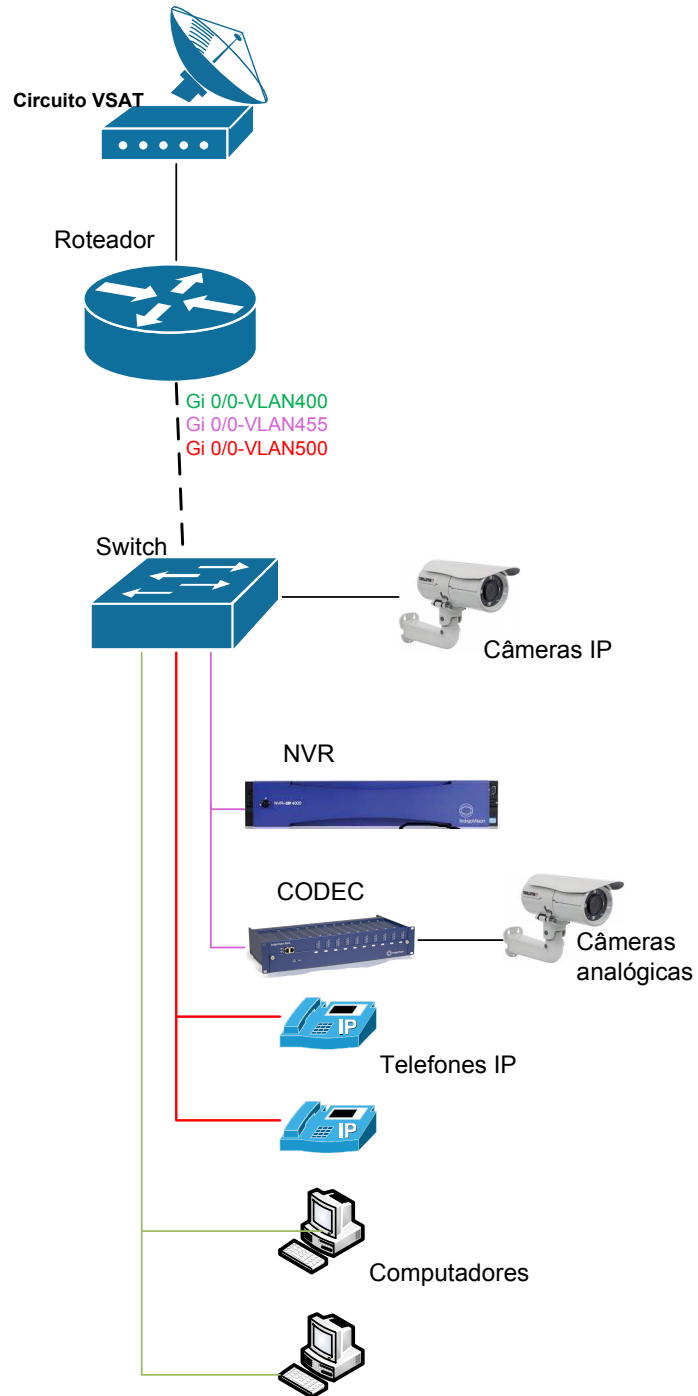 Circuito VSAT
Roteador
Gi 0/0-VLAN400
Gi 0/0-VLAN455
Gi 0/0-VLAN500
Switch
Câmeras IP
NVR
IndigoVision
CODEC
Câmeras
analógicas
IP
Telefones IP
IP
Computadores